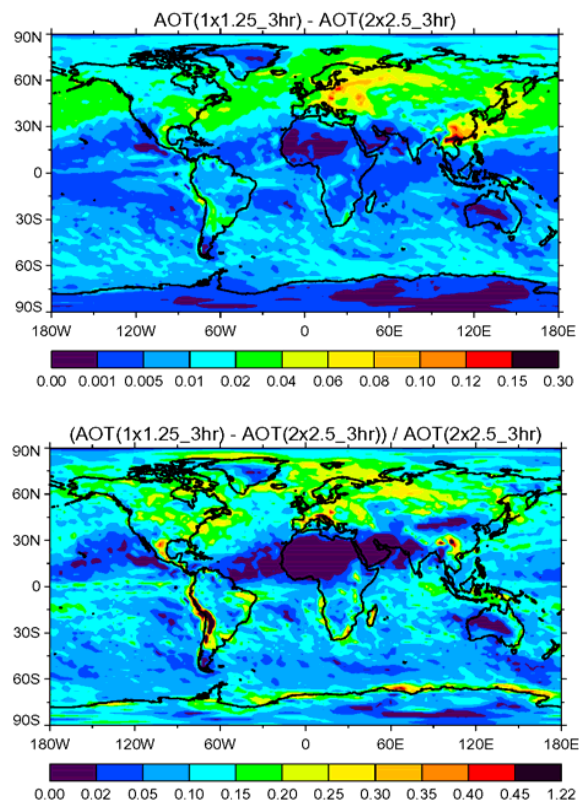 AOT(1x1.25_3hr) - AOT(2x2.5_3hr)
90N
60N
30N
0
30S
60S
90S
180W 120W 60W 0 60E 120E 180E
0.00 0.001 0.005 0.01 0.02 0.04 0.06 0.08 0.10 0.12 0.15 0.30
(AOT(1x1.25_3hr) - AOT(2x2.5_3hr)) / AOT(2x2.5_3hr)
90N
60N
30N
0
30S
60S
90S
180W 120W 60W 0 60E 120E 180E
0.00 0.02 0.05 0.10 0.15 0.20 0.25 0.30 0.35 0.40 0.45 1.22